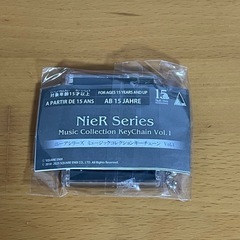 対象年齢15才以上
FOR AGES 15 YEARS AND UP
15
A PARTIR DE 15 ANS
AB 15 JAHRE
NieR Series
Music Collection KeyChain Vol.1
ニーアシリーズ ミュージックコレクションキーチェーン Vol.1